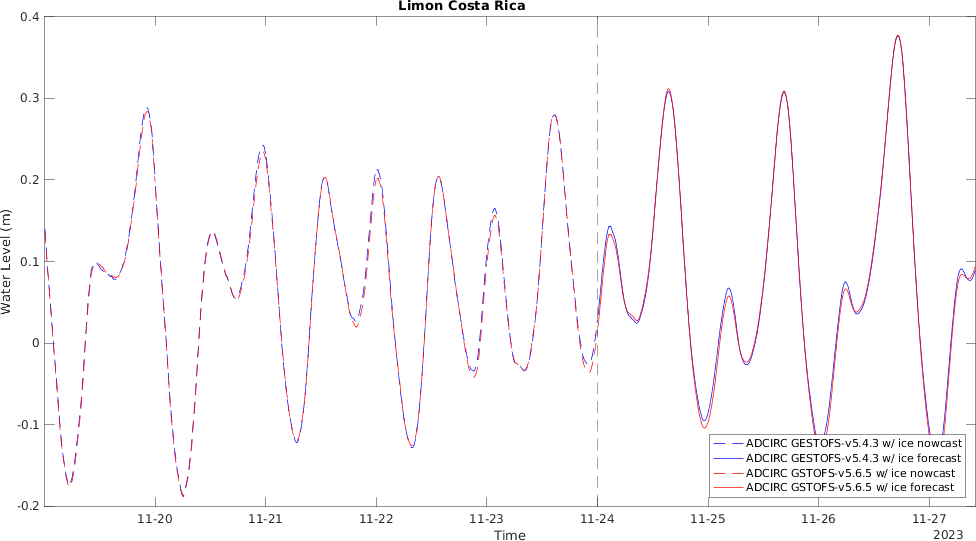 Limon Costa Rica
0.4
0.3
0.2
0.1
0
-0.1
-0.2
Water Level (m)
ADCIRC GESTOFS-v5.4.3 w/ ice nowcast
ADCIRC GESTOFS-v5.4.3 w/ ice forecast
ADCIRC GSTOFS-v5.6.5 w/ ice nowcast
ADCIRC GSTOFS-v5.6.5 w/ ice forecast
11-20 11-21 11-22 11-23 11-24 11-25 11-26 11-27
Time
2023